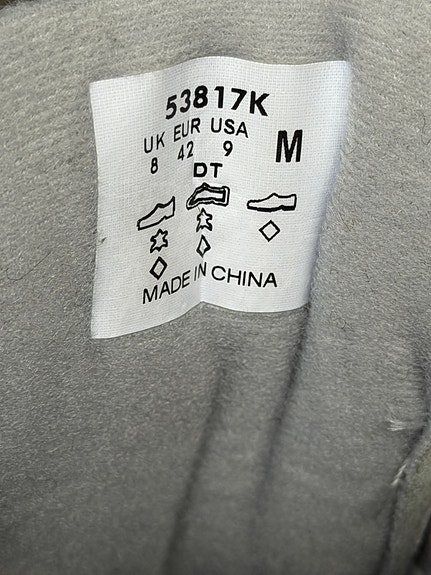 53817K
UK EUR USA
8 42 9
M
DT
MADE IN CHINA